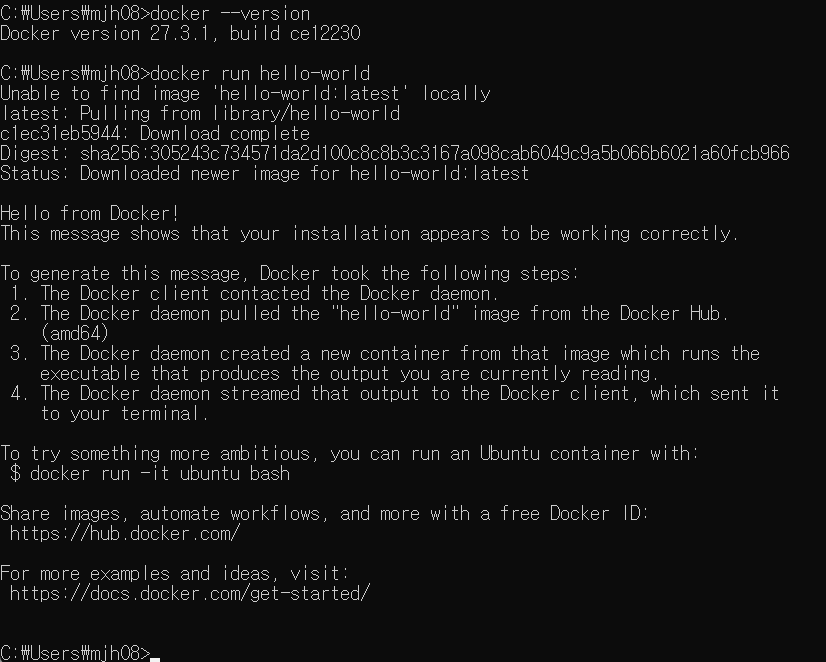 C:₩Users₩mjh08>docker --version
Docker version 27.3.1, build ce12230
C:₩Users₩mjh08>docker run hello-world
Unable to find image 'hello-world:latest' locally
latest: Pulling from library/hello-world
c1ec31eb5944: Download complete
Digest: sha256:305243c734571da2d100c8c8b3c3167a098cab6049c9a5b066b6021a60fcb966
Status: Downloaded newer image for hello-world:latest
Hello from Docker!
This message shows that your installation appears to be working correctly.
To generate this message, Docker took the following steps:
 1. The Docker client contacted the Docker daemon.
 2. The Docker daemon pulled the "hello-world" image from the Docker Hub.
    (amd64)
 3. The Docker daemon created a new container from that image which runs the
    executable that produces the output you are currently reading.
 4. The Docker daemon streamed that output to the Docker client, which sent it
    to your terminal.
To try something more ambitious, you can run an Ubuntu container with:
 $ docker run -it ubuntu bash
Share images, automate workflows, and more with a free Docker ID:
 https://hub.docker.com/
For more examples and ideas, visit:
 https://docs.docker.com/get-started/
C:₩Users₩mjh08>